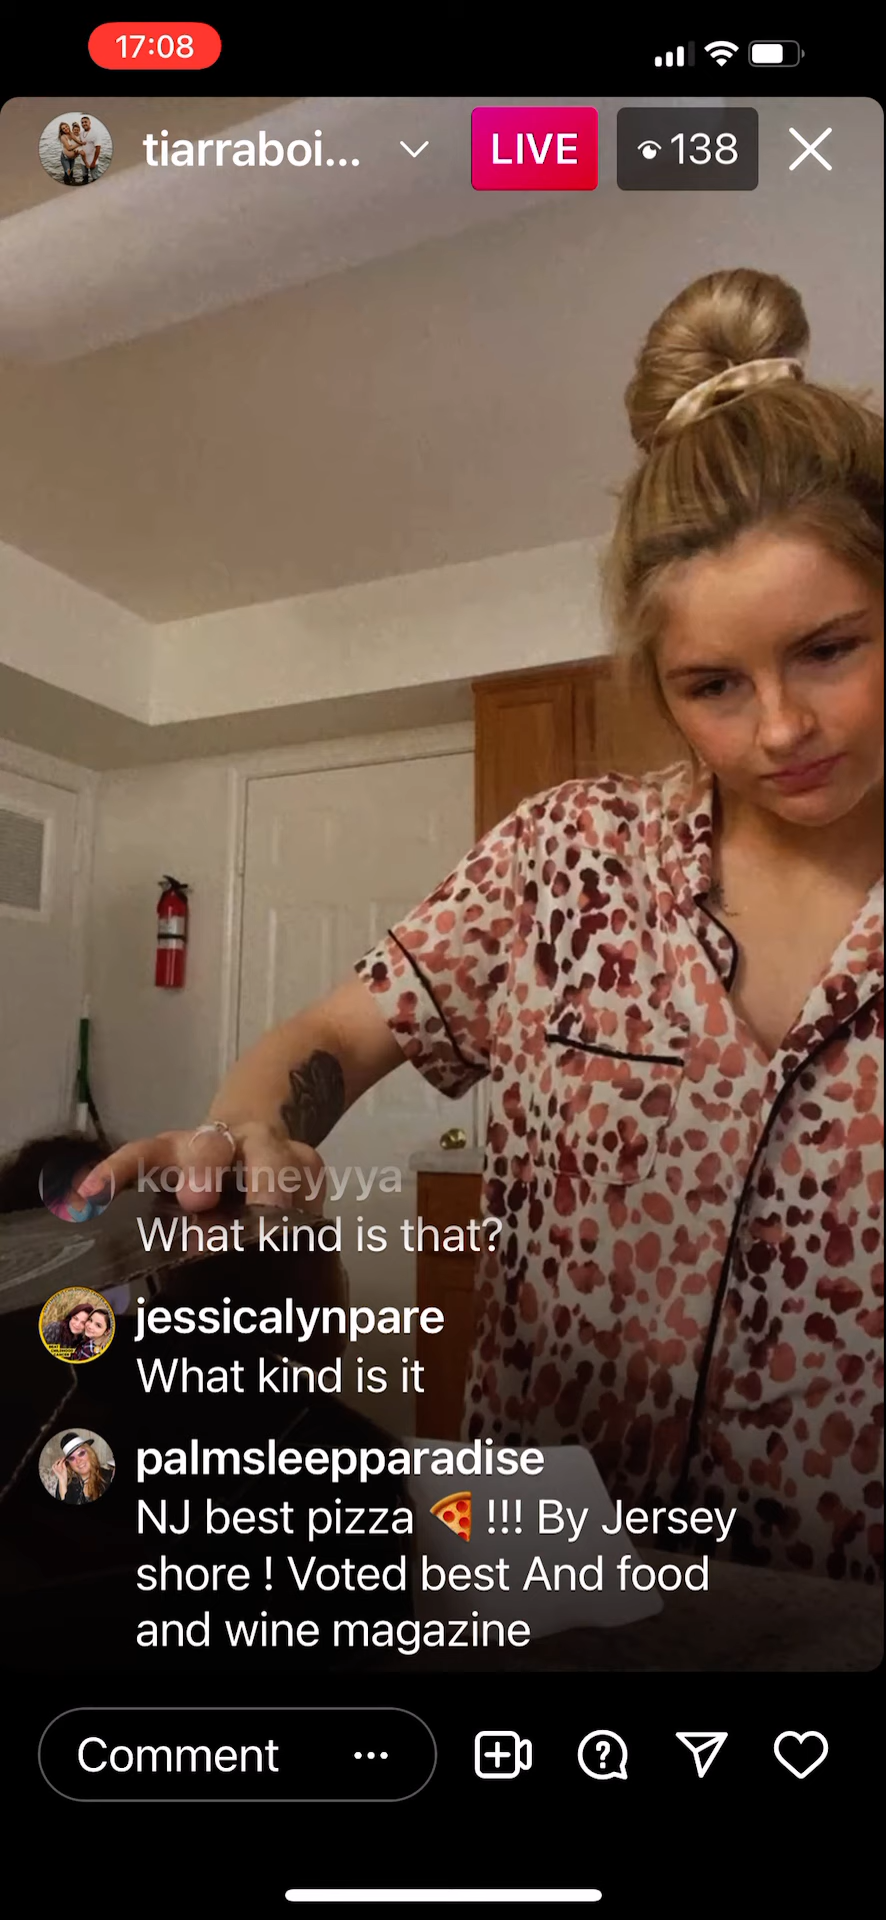 17:08
tiarraboi...
LIVE
138
kourtneyyya
What kind is that?
jessicalynpare
What kind is it
palmsleepparadise
NJ best pizza 🍕 !!! By Jersey
shore ! Voted best And food
and wine magazine
Comment